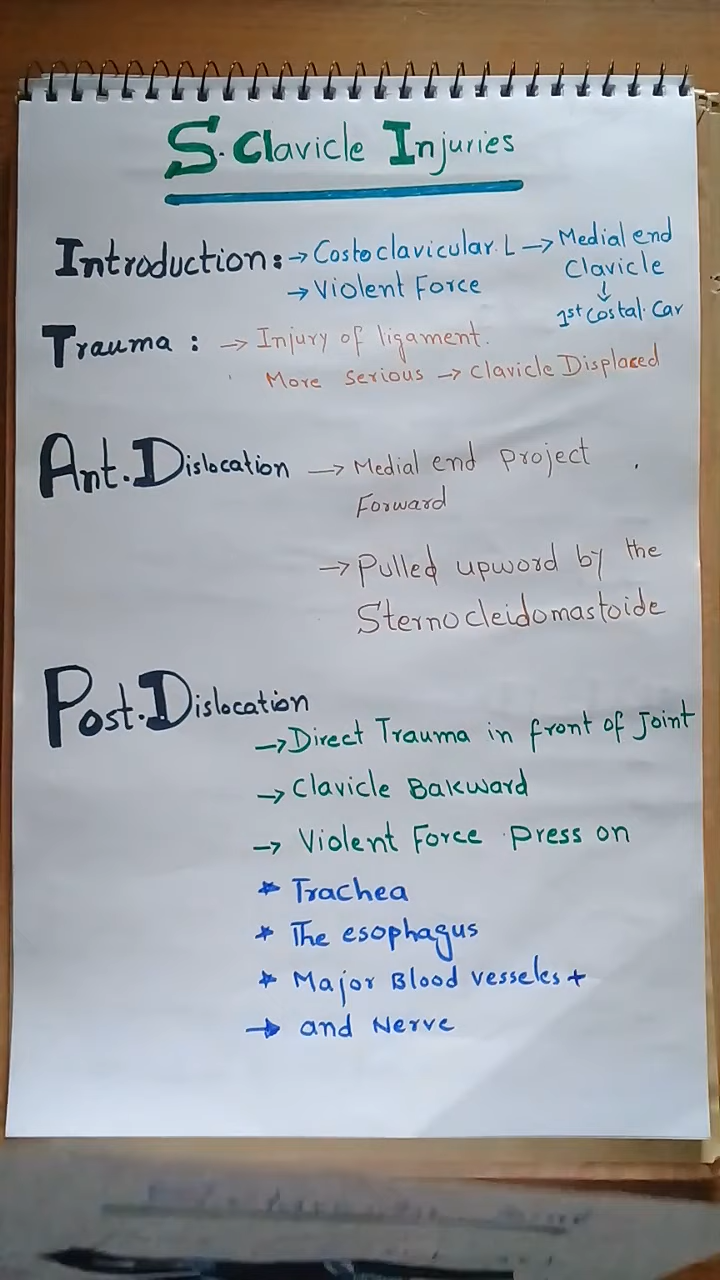 S.Clavicle Injuries
Introduction: → Costoclavicular.L → Medial end
Clavicle
→ Violent Force
↓
1st Costal.Car
Trauma : → Injury of ligament.
More serious → Clavicle Displaced
Ant.Dislocation → Medial end project
Forward
→ Pulled upword by the
Sternocleidomastoide
Post.Dislocation
→ Direct Trauma in front of Joint
→ Clavicle Bakward
→ Violent Force press on
* Trachea
* The esophagus
* Major Blood vesseles +
→ and Nerve